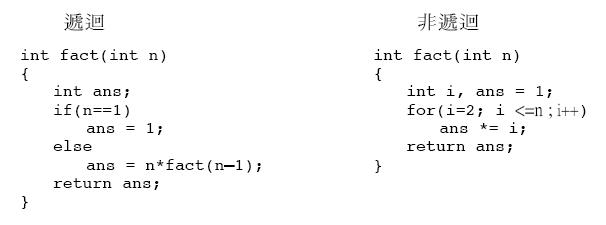 遞迴
int fact(int n)
{
    int ans;
    if(n==1)
        ans = 1;
    else
        ans = n*fact(n−1);
    return ans;
}
非遞迴
int fact(int n)
{
    int i, ans = 1;
    for(i=2; i <=n ; i++)
        ans *= i;
    return ans;
}